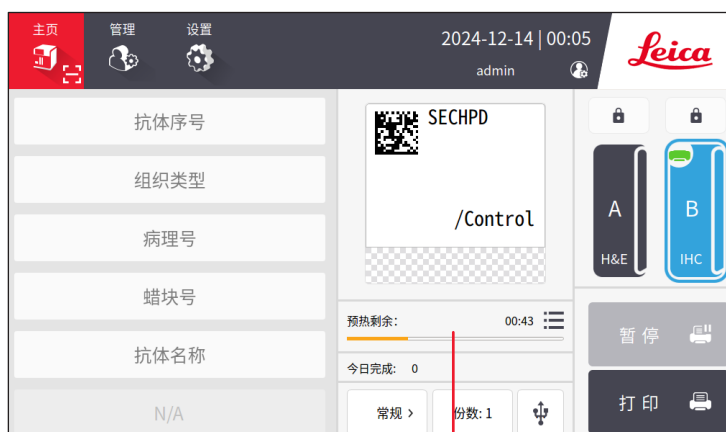 主页 管理 设置
2024-12-14 | 00:05
admin
Leica
抗体序号
组织类型
病理号
蜡块号
抗体名称
N/A
SECHPD
/Control
预热剩余: 00:43
今日完成: 0
常规 >
份数: 1
A
H&E
B
IHC
暂停
打印